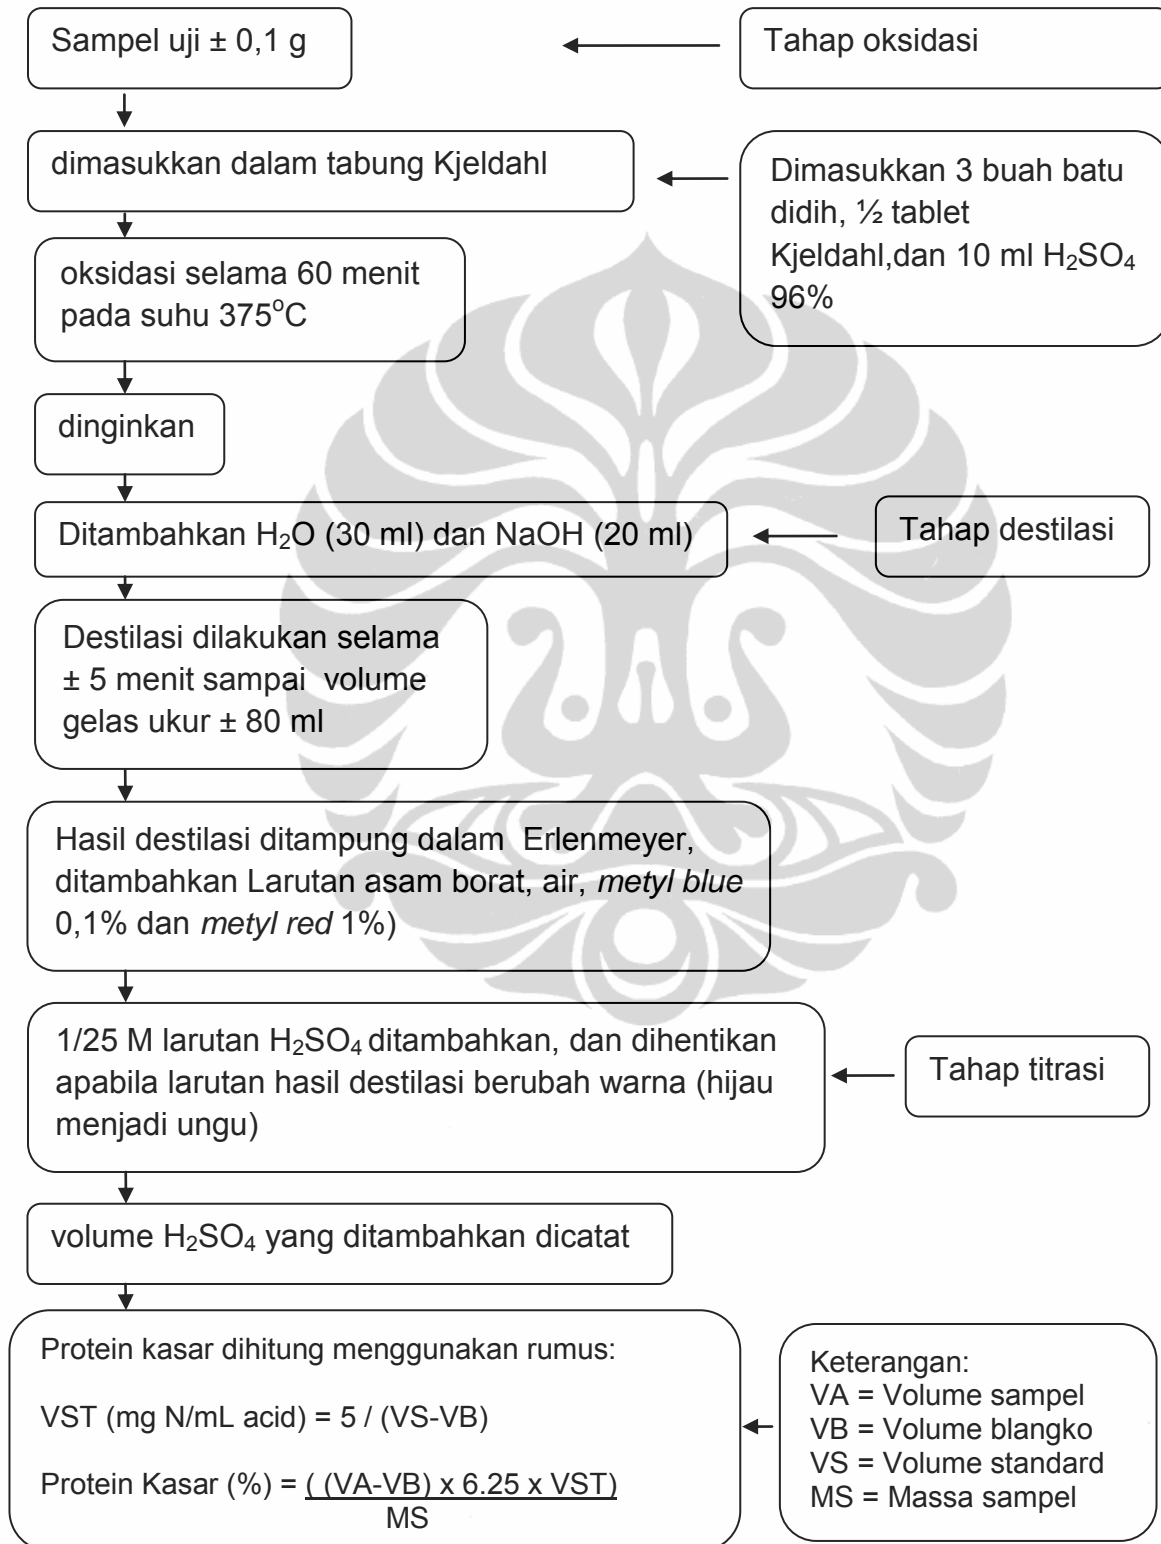 Sampel uji ± 0,1 g
Tahap oksidasi
dimasukkan dalam tabung Kjeldahl
Dimasukkan 3 buah batu
didih, ½ tablet
Kjeldahl,dan 10 ml H₂SO₄
96%
oksidasi selama 60 menit
pada suhu 375°C
dinginkan
Ditambahkan H₂O (30 ml) dan NaOH (20 ml)
Tahap destilasi
Destilasi dilakukan selama
± 5 menit sampai volume
gelas ukur ± 80 ml
Hasil destilasi ditampung dalam Erlenmeyer,
ditambahkan Larutan asam borat, air, metyl blue
0,1% dan metyl red 1%)
1/25 M larutan H₂SO₄ ditambahkan, dan dihentikan
apabila larutan hasil destilasi berubah warna (hijau
menjadi ungu)
Tahap titrasi
volume H₂SO₄ yang ditambahkan dicatat
Protein kasar dihitung menggunakan rumus:
VST (mg N/mL acid) = 5 / (VS-VB)
Protein Kasar (%) = ( (VA-VB) x 6.25 x VST)
MS
Keterangan:
VA = Volume sampel
VB = Volume blangko
VS = Volume standard
MS = Massa sampel